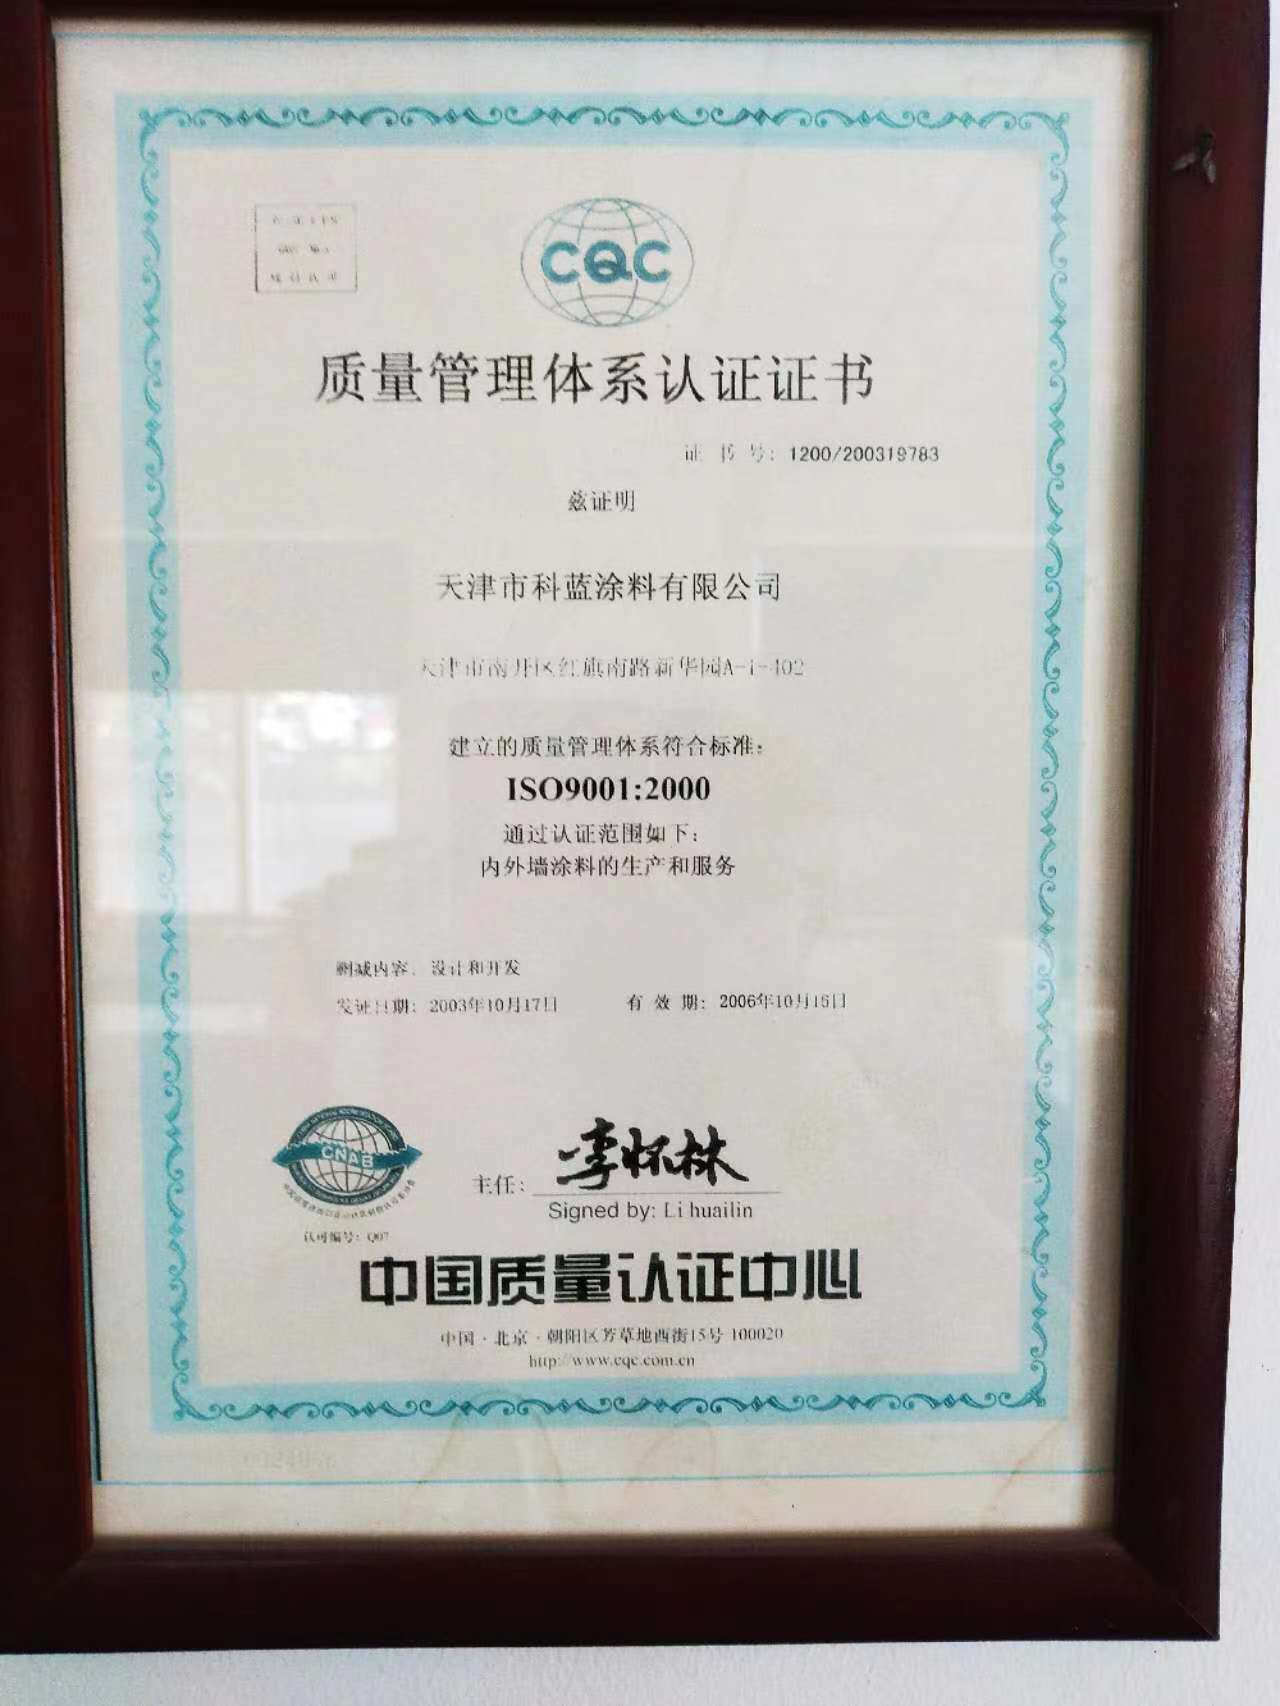 CQC
质量管理体系认证证书
证 书 号: 1200/200319783
兹证明
天津市科蓝涂料有限公司
天津市南开区红旗南路新华园A-1-402
建立的质量管理体系符合标准:
ISO9001:2000
通过认证范围如下:
内外墙涂料的生产和服务
删减内容: 设计和开发
发证日期: 2003年10月17日 有 效 期: 2006年10月15日
CNAB
认可编号: Q07
主任: 李怀林
Signed by: Li huailin
中国质量认证中心
中国·北京·朝阳区芳草地西街15号 100020
http://www.cqc.com.cn